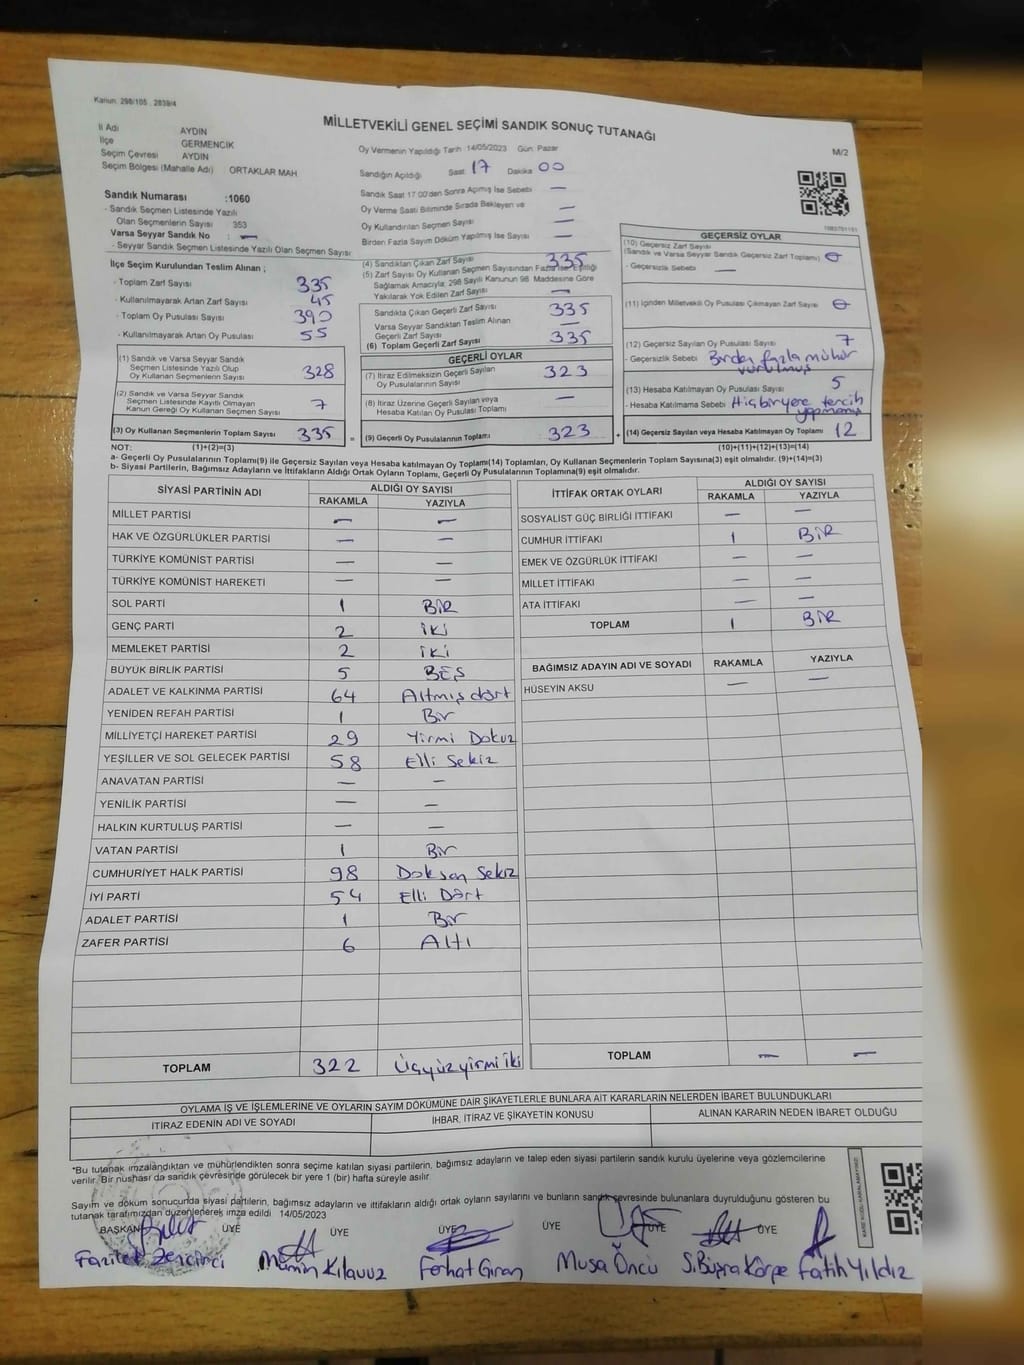 Kanun: 298/105 , 2839/4
MİLLETVEKİLİ GENEL SEÇİMİ SANDIK SONUÇ TUTANAĞI
M/2
İl Adı AYDIN
İlçe GERMENCİK
Seçim Çevresi AYDIN
Seçim Bölgesi (Mahalle Adı) ORTAKLAR MAH
Sandık Numarası :1060
- Sandık Seçmen Listesinde Yazılı
Olan Seçmenlerin Sayısı 353
Varsa Seyyar Sandık No : —
- Seyyar Sandık Seçmen Listesinde Yazılı Olan Seçmen Sayısı
İlçe Seçim Kurulundan Teslim Alınan ;
- Toplam Zarf Sayısı 335
- Kullanılmayarak Artan Zarf Sayısı 45
- Toplam Oy Pusulası Sayısı 390
- Kullanılmayarak Artan Oy Pusulası 55
(1) Sandık ve Varsa Seyyar Sandık
Seçmen Listesinde Yazılı Olup
Oy Kullanan Seçmenlerin Sayısı 328
(2) Sandık ve Varsa Seyyar Sandık
Seçmen Listesinde Kayıtlı Olmayan
Kanun Gereği Oy Kullanan Seçmen Sayısı 7
(3) Oy Kullanan Seçmenlerin Toplam Sayısı 335 =
Oy Vermenin Yapıldığı Tarih :14/05/2023 Gün: Pazar
Sandığın Açıldığı Saat 17 Dakika 00
Sandık Saat 17:00'den Sonra Açılmış İse Sebebi —
Oy Verme Saati Bitiminde Sırada Bekleyen ve
Oy Kullandırılan Seçmen Sayısı —
Birden Fazla Sayım Döküm Yapılmış İse Sayısı —
(4) Sandıktan Çıkan Zarf Sayısı 335
(5) Zarf Sayısı Oy Kullanan Seçmen Sayısından Fazla İse, Eşitliği
Sağlamak Amacıyla; 298 Sayılı Kanunun 98. Maddesine Göre
Yakılarak Yok Edilen Zarf Sayısı —
Sandıkta Çıkan Geçerli Zarf Sayısı 335
Varsa Seyyar Sandıktan Teslim Alınan
Geçerli Zarf Sayısı —
(6) Toplam Geçerli Zarf Sayısı 335
GEÇERLİ OYLAR
(7) İtiraz Edilmeksizin Geçerli Sayılan
Oy Pusulalarının Sayısı 323
(8) İtiraz Üzerine Geçerli Sayılan veya
Hesaba Katılan Oy Pusulası Toplamı —
(9) Geçerli Oy Pusulalarının Toplamı 323 +
GEÇERSİZ OYLAR
(10) Geçersiz Zarf Sayısı
(Sandık ve Varsa Seyyar Sandık Geçersiz Zarf Toplamı)
- Geçersizlik Sebebi —
(11) İçinden Milletvekili Oy Pusulası Çıkmayan Zarf Sayısı
(12) Geçersiz Sayılan Oy Pusulası Sayısı 7
- Geçersizlik Sebebi Birden fazla mühür
vurulmuş
(13) Hesaba Katılmayan Oy Pusulası Sayısı 5
- Hesaba Katılmama Sebebi Hiçbir yere tercih
yapmamış
(14) Geçersiz Sayılan veya Hesaba Katılmayan Oy Toplamı 12
NOT: (1)+(2)=(3) (10)+(11)+(12)+(13)=(14)
a- Geçerli Oy Pusulalarının Toplamı(9) ile Geçersiz Sayılan veya Hesaba katılmayan Oy Toplamı(14) Toplamları, Oy Kullanan Seçmenlerin Toplam Sayısına(3) eşit olmalıdır. (9)+(14)=(3)
b- Siyasi Partilerin, Bağımsız Adayların ve İttifakların Aldığı Ortak Oyların Toplamı, Geçerli Oy Pusulalarının Toplamına(9) eşit olmalıdır.
SİYASİ PARTİNİN ADI ALDIĞI OY SAYISI
RAKAMLA YAZIYLA
MİLLET PARTİSİ — —
HAK VE ÖZGÜRLÜKLER PARTİSİ — —
TÜRKİYE KOMÜNİST PARTİSİ — —
TÜRKİYE KOMÜNİST HAREKETİ — —
SOL PARTİ 1 BİR
GENÇ PARTİ 2 İKİ
MEMLEKET PARTİSİ 2 İKİ
BÜYÜK BİRLİK PARTİSİ 5 BEŞ
ADALET VE KALKINMA PARTİSİ 64 Altmış dört
YENİDEN REFAH PARTİSİ 1 Bir
MİLLİYETÇİ HAREKET PARTİSİ 29 Yirmi Dokuz
YEŞİLLER VE SOL GELECEK PARTİSİ 58 Elli Sekiz
ANAVATAN PARTİSİ — —
YENİLİK PARTİSİ — —
HALKIN KURTULUŞ PARTİSİ — —
VATAN PARTİSİ 1 Bir
CUMHURİYET HALK PARTİSİ 98 Doksan Sekiz
İYİ PARTİ 54 Elli Dört
ADALET PARTİSİ 1 Bir
ZAFER PARTİSİ 6 Altı
TOPLAM 322 Üçyüzyirmi iki
İTTİFAK ORTAK OYLARI ALDIĞI OY SAYISI
RAKAMLA YAZIYLA
SOSYALİST GÜÇ BİRLİĞİ İTTİFAKI — —
CUMHUR İTTİFAKI 1 BİR
EMEK VE ÖZGÜRLÜK İTTİFAKI — —
MİLLET İTTİFAKI — —
ATA İTTİFAKI — —
TOPLAM 1 BİR
BAĞIMSIZ ADAYIN ADI VE SOYADI RAKAMLA YAZIYLA
HÜSEYİN AKSU — —
TOPLAM — —
OYLAMA İŞ VE İŞLEMLERİNE VE OYLARIN SAYIM DÖKÜMÜNE DAİR ŞİKAYETLERLE BUNLARA AİT KARARLARIN NELERDEN İBARET BULUNDUKLARI
İTİRAZ EDENİN ADI VE SOYADI İHBAR, İTİRAZ VE ŞİKAYETİN KONUSU ALINAN KARARIN NEDEN İBARET OLDUĞU
*Bu tutanak imzalandıktan ve mühürlendikten sonra seçime katılan siyasi partilerin, bağımsız adayların ve talep eden siyasi partilerin sandık kurulu üyelerine veya gözlemcilerine
verilir. Bir nüshası da sandık çevresinde görülecek bir yere 1 (bir) hafta süreyle asılır.
Sayım ve döküm sonucunda siyasi partilerin, bağımsız adayların ve ittifakların aldığı ortak oyların sayılarını ve bunların sandık çevresinde bulunanlara duyrulduğunu gösteren bu
tutanak tarafımızdan düzenlenerek imza edildi 14/05/2023
BAŞKAN ÜYE ÜYE ÜYE ÜYE ÜYE ÜYE
Mümin Kılavuz Ferhat Giran Musa Öncü S.Büşra Körpe Fatih Yıldız